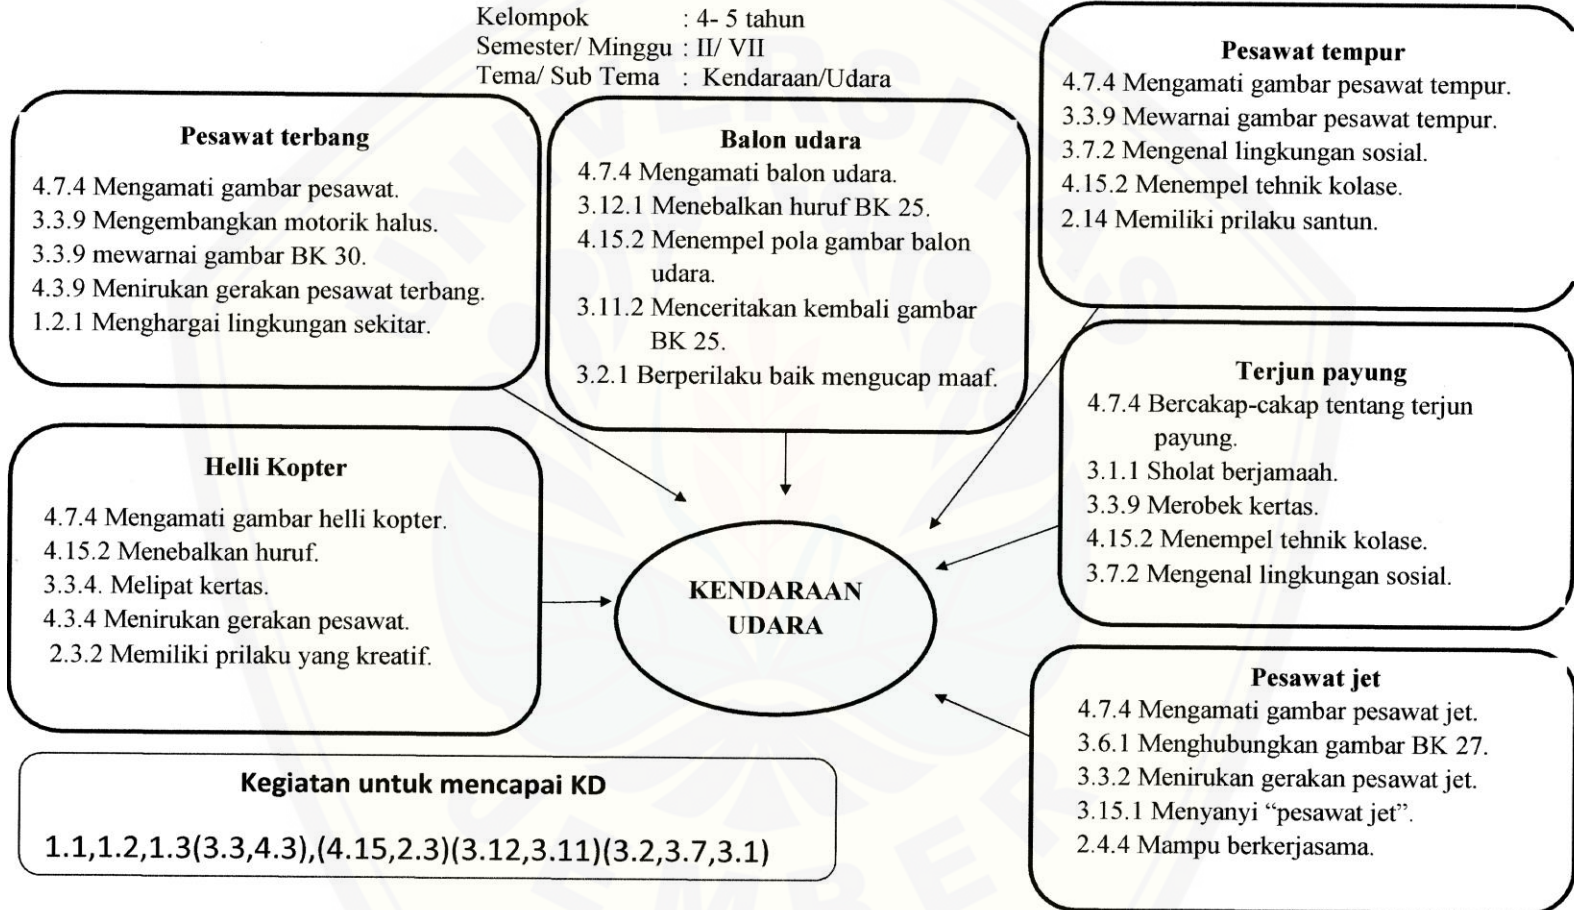 Kelompok : 4- 5 tahun
Semester/ Minggu : II/ VII
Tema/ Sub Tema : Kendaraan/Udara
Pesawat terbang
4.7.4 Mengamati gambar pesawat.
3.3.9 Mengembangkan motorik halus.
3.3.9 mewarnai gambar BK 30.
4.3.9 Menirukan gerakan pesawat terbang.
1.2.1 Menghargai lingkungan sekitar.
Balon udara
4.7.4 Mengamati balon udara.
3.12.1 Menebalkan huruf BK 25.
4.15.2 Menempel pola gambar balon
udara.
3.11.2 Menceritakan kembali gambar
BK 25.
3.2.1 Berperilaku baik mengucap maaf.
Pesawat tempur
4.7.4 Mengamati gambar pesawat tempur.
3.3.9 Mewarnai gambar pesawat tempur.
3.7.2 Mengenal lingkungan sosial.
4.15.2 Menempel tehnik kolase.
2.14 Memiliki prilaku santun.
Helli Kopter
4.7.4 Mengamati gambar helli kopter.
4.15.2 Menebalkan huruf.
3.3.4. Melipat kertas.
4.3.4 Menirukan gerakan pesawat.
2.3.2 Memiliki prilaku yang kreatif.
KENDARAAN
UDARA
Terjun payung
4.7.4 Bercakap-cakap tentang terjun
payung.
3.1.1 Sholat berjamaah.
3.3.9 Merobek kertas.
4.15.2 Menempel tehnik kolase.
3.7.2 Mengenal lingkungan sosial.
Pesawat jet
4.7.4 Mengamati gambar pesawat jet.
3.6.1 Menghubungkan gambar BK 27.
3.3.2 Menirukan gerakan pesawat jet.
3.15.1 Menyanyi “pesawat jet”.
2.4.4 Mampu berkerjasama.
Kegiatan untuk mencapai KD
1.1,1.2,1.3(3.3,4.3),(4.15,2.3)(3.12,3.11)(3.2,3.7,3.1)
UNIVERSITAS
JEMBER